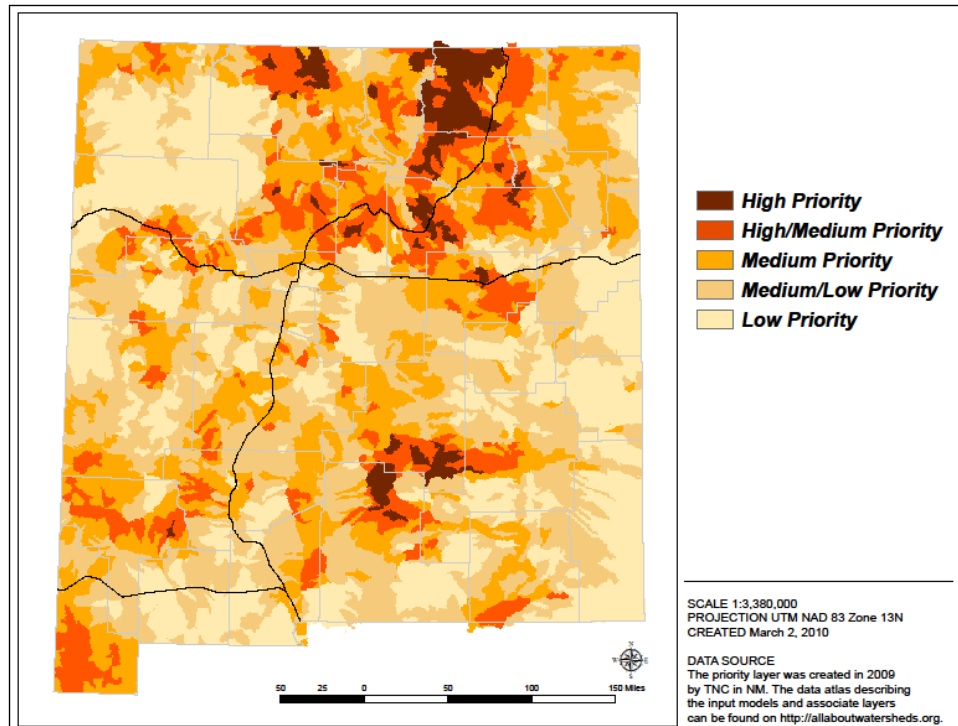 High Priority
High/Medium Priority
Medium Priority
Medium/Low Priority
Low Priority
SCALE 1:3,380,000
PROJECTION UTM NAD 83 Zone 13N
CREATED March 2, 2010
DATA SOURCE
The priority layer was created in 2009
by TNC in NM. The data atlas describing
the input models and associate layers
can be found on http://allaboutwatersheds.org.
N
W E
S
50 25 0 50 100 150 Miles